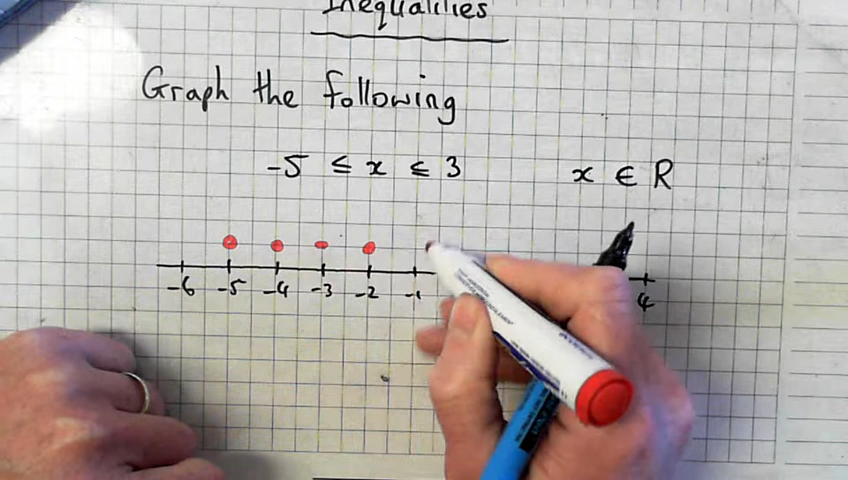 Inequalities
Graph the following
-5 ≤ x ≤ 3 x ∈ R
-6 -5 -4 -3 -2 -1 4